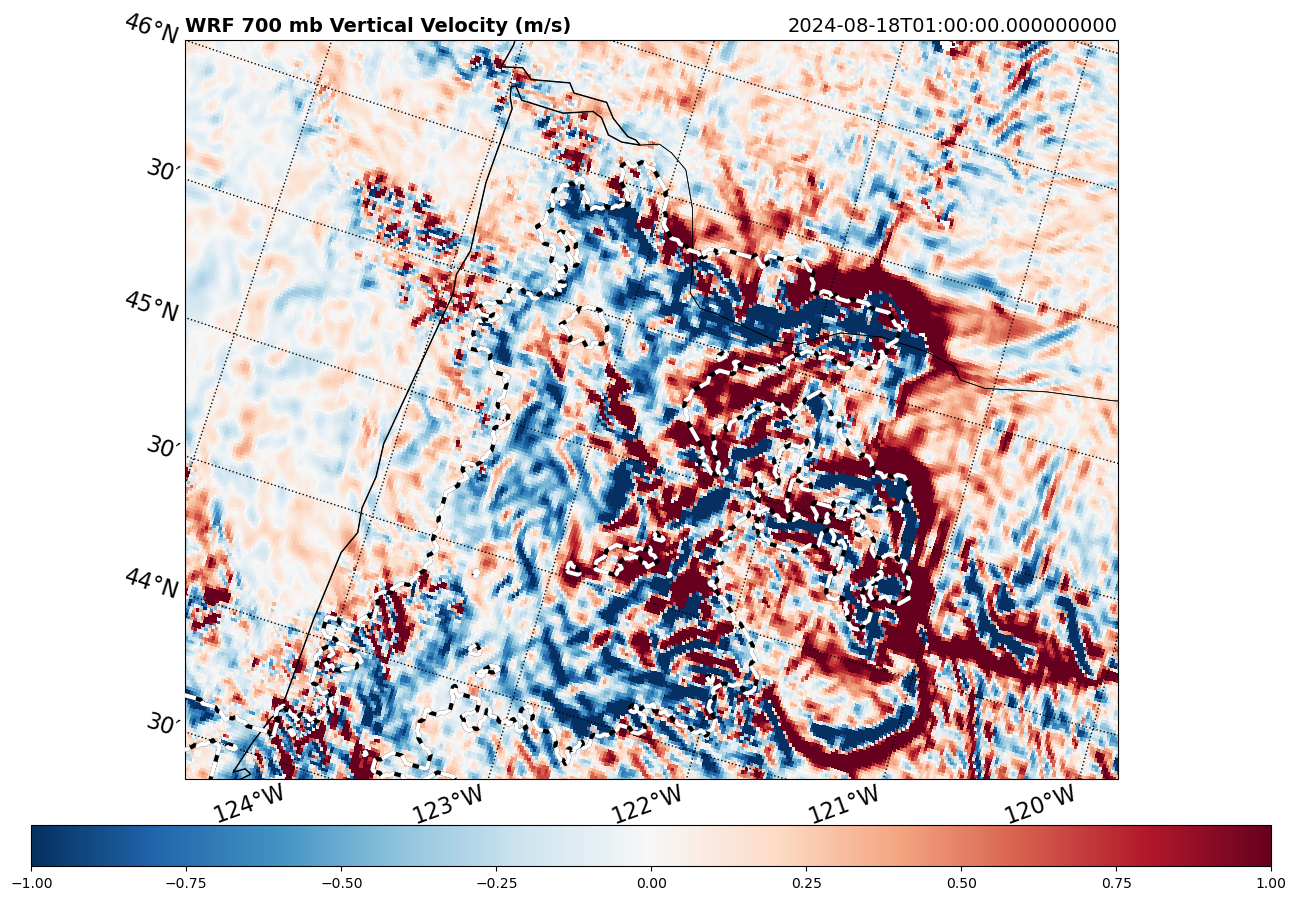 WRF 700 mb Vertical Velocity (m/s) 2024-08-18T01:00:00.000000000
46°N
30′
45°N
30′
44°N
30′
124°W 123°W 122°W 121°W 120°W
−1.00 −0.75 −0.50 −0.25 0.00 0.25 0.50 0.75 1.00